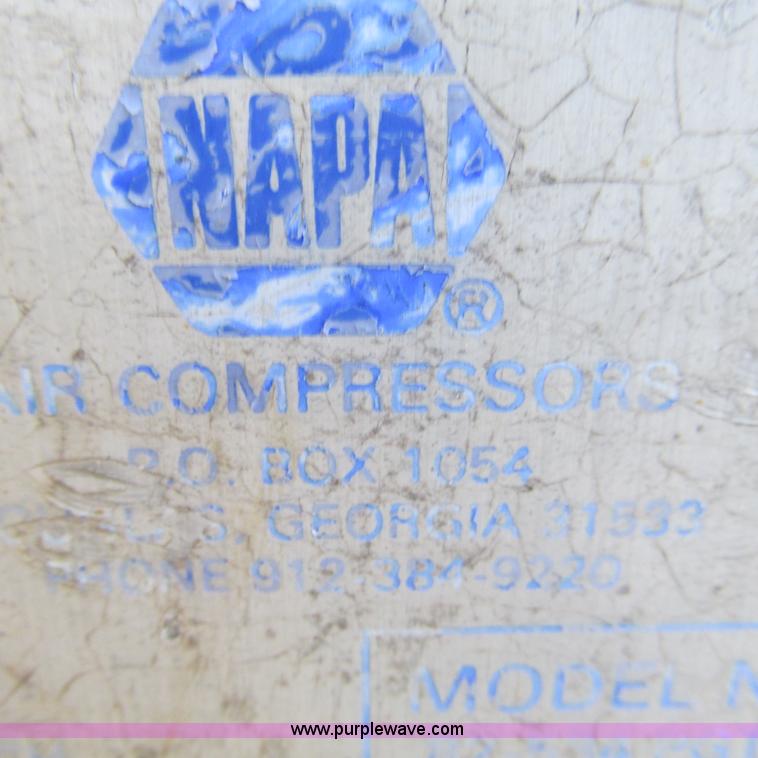 NAPA
®
AIR COMPRESSORS
P.O. BOX 1054
GEORGIA 31533
PHONE 912-384-9220
MODEL
www.purplewave.com